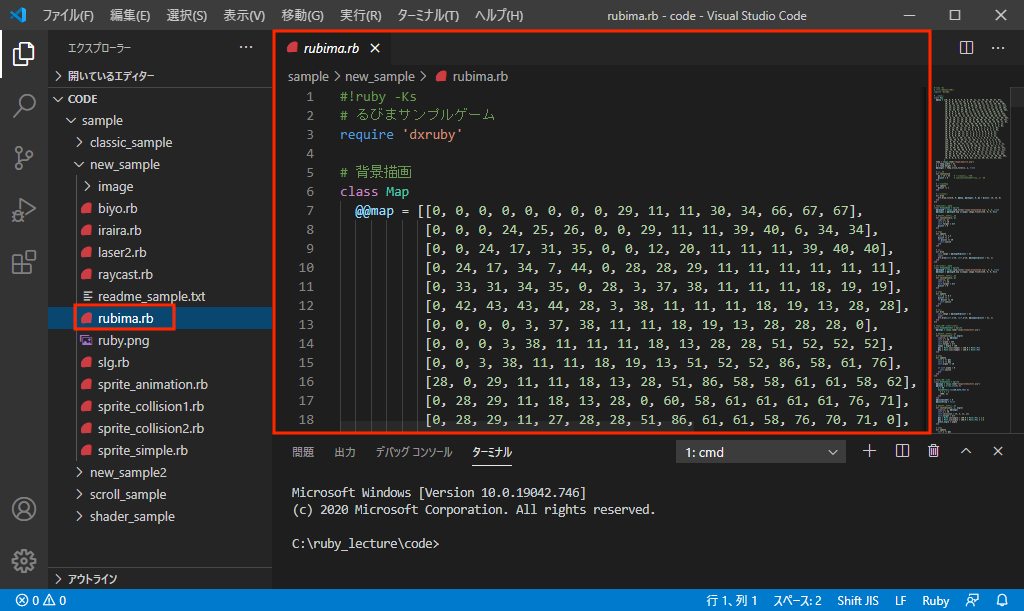 ファイル(F) 編集(E) 選択(S) 表示(V) 移動(G) 実行(R) ターミナル(T) ヘルプ(H) rubima.rb - code - Visual Studio Code
エクスプローラー
開いているエディター
CODE
sample
classic_sample
new_sample
image
biyo.rb
iraira.rb
laser2.rb
raycast.rb
readme_sample.txt
rubima.rb
ruby.png
slg.rb
sprite_animation.rb
sprite_collision1.rb
sprite_collision2.rb
sprite_simple.rb
new_sample2
scroll_sample
shader_sample
アウトライン
rubima.rb
sample > new_sample > rubima.rb
1 #!ruby -Ks
2 # るびまサンプルゲーム
3 require 'dxruby'
4
5 # 背景描画
6 class Map
7 @@map = [[0, 0, 0, 0, 0, 0, 0, 0, 29, 11, 11, 30, 34, 66, 67, 67],
8 [0, 0, 0, 24, 25, 26, 0, 0, 29, 11, 11, 39, 40, 6, 34, 34],
9 [0, 0, 24, 17, 31, 35, 0, 0, 12, 20, 11, 11, 11, 39, 40, 40],
10 [0, 24, 17, 34, 7, 44, 0, 28, 28, 29, 11, 11, 11, 11, 11, 11],
11 [0, 33, 31, 34, 35, 0, 28, 3, 37, 38, 11, 11, 11, 18, 19, 19],
12 [0, 42, 43, 43, 44, 28, 3, 38, 11, 11, 11, 18, 19, 13, 28, 28],
13 [0, 0, 0, 0, 3, 37, 38, 11, 11, 18, 19, 13, 28, 28, 28, 0],
14 [0, 0, 0, 3, 38, 11, 11, 11, 18, 13, 28, 28, 51, 52, 52, 52],
15 [0, 0, 3, 38, 11, 11, 18, 19, 13, 51, 52, 52, 86, 58, 61, 76],
16 [28, 0, 29, 11, 11, 18, 13, 28, 51, 86, 58, 58, 61, 61, 58, 62],
17 [0, 28, 29, 11, 18, 13, 28, 0, 60, 58, 61, 61, 61, 61, 76, 71],
18 [0, 28, 29, 11, 27, 28, 28, 51, 86, 61, 61, 58, 76, 70, 71, 0],
問題 出力 デバッグ コンソール ターミナル 1: cmd
Microsoft Windows [Version 10.0.19042.746]
(c) 2020 Microsoft Corporation. All rights reserved.
C:\ruby_lecture\code>
0 0 行 1、列 1 スペース: 2 Shift JIS LF Ruby